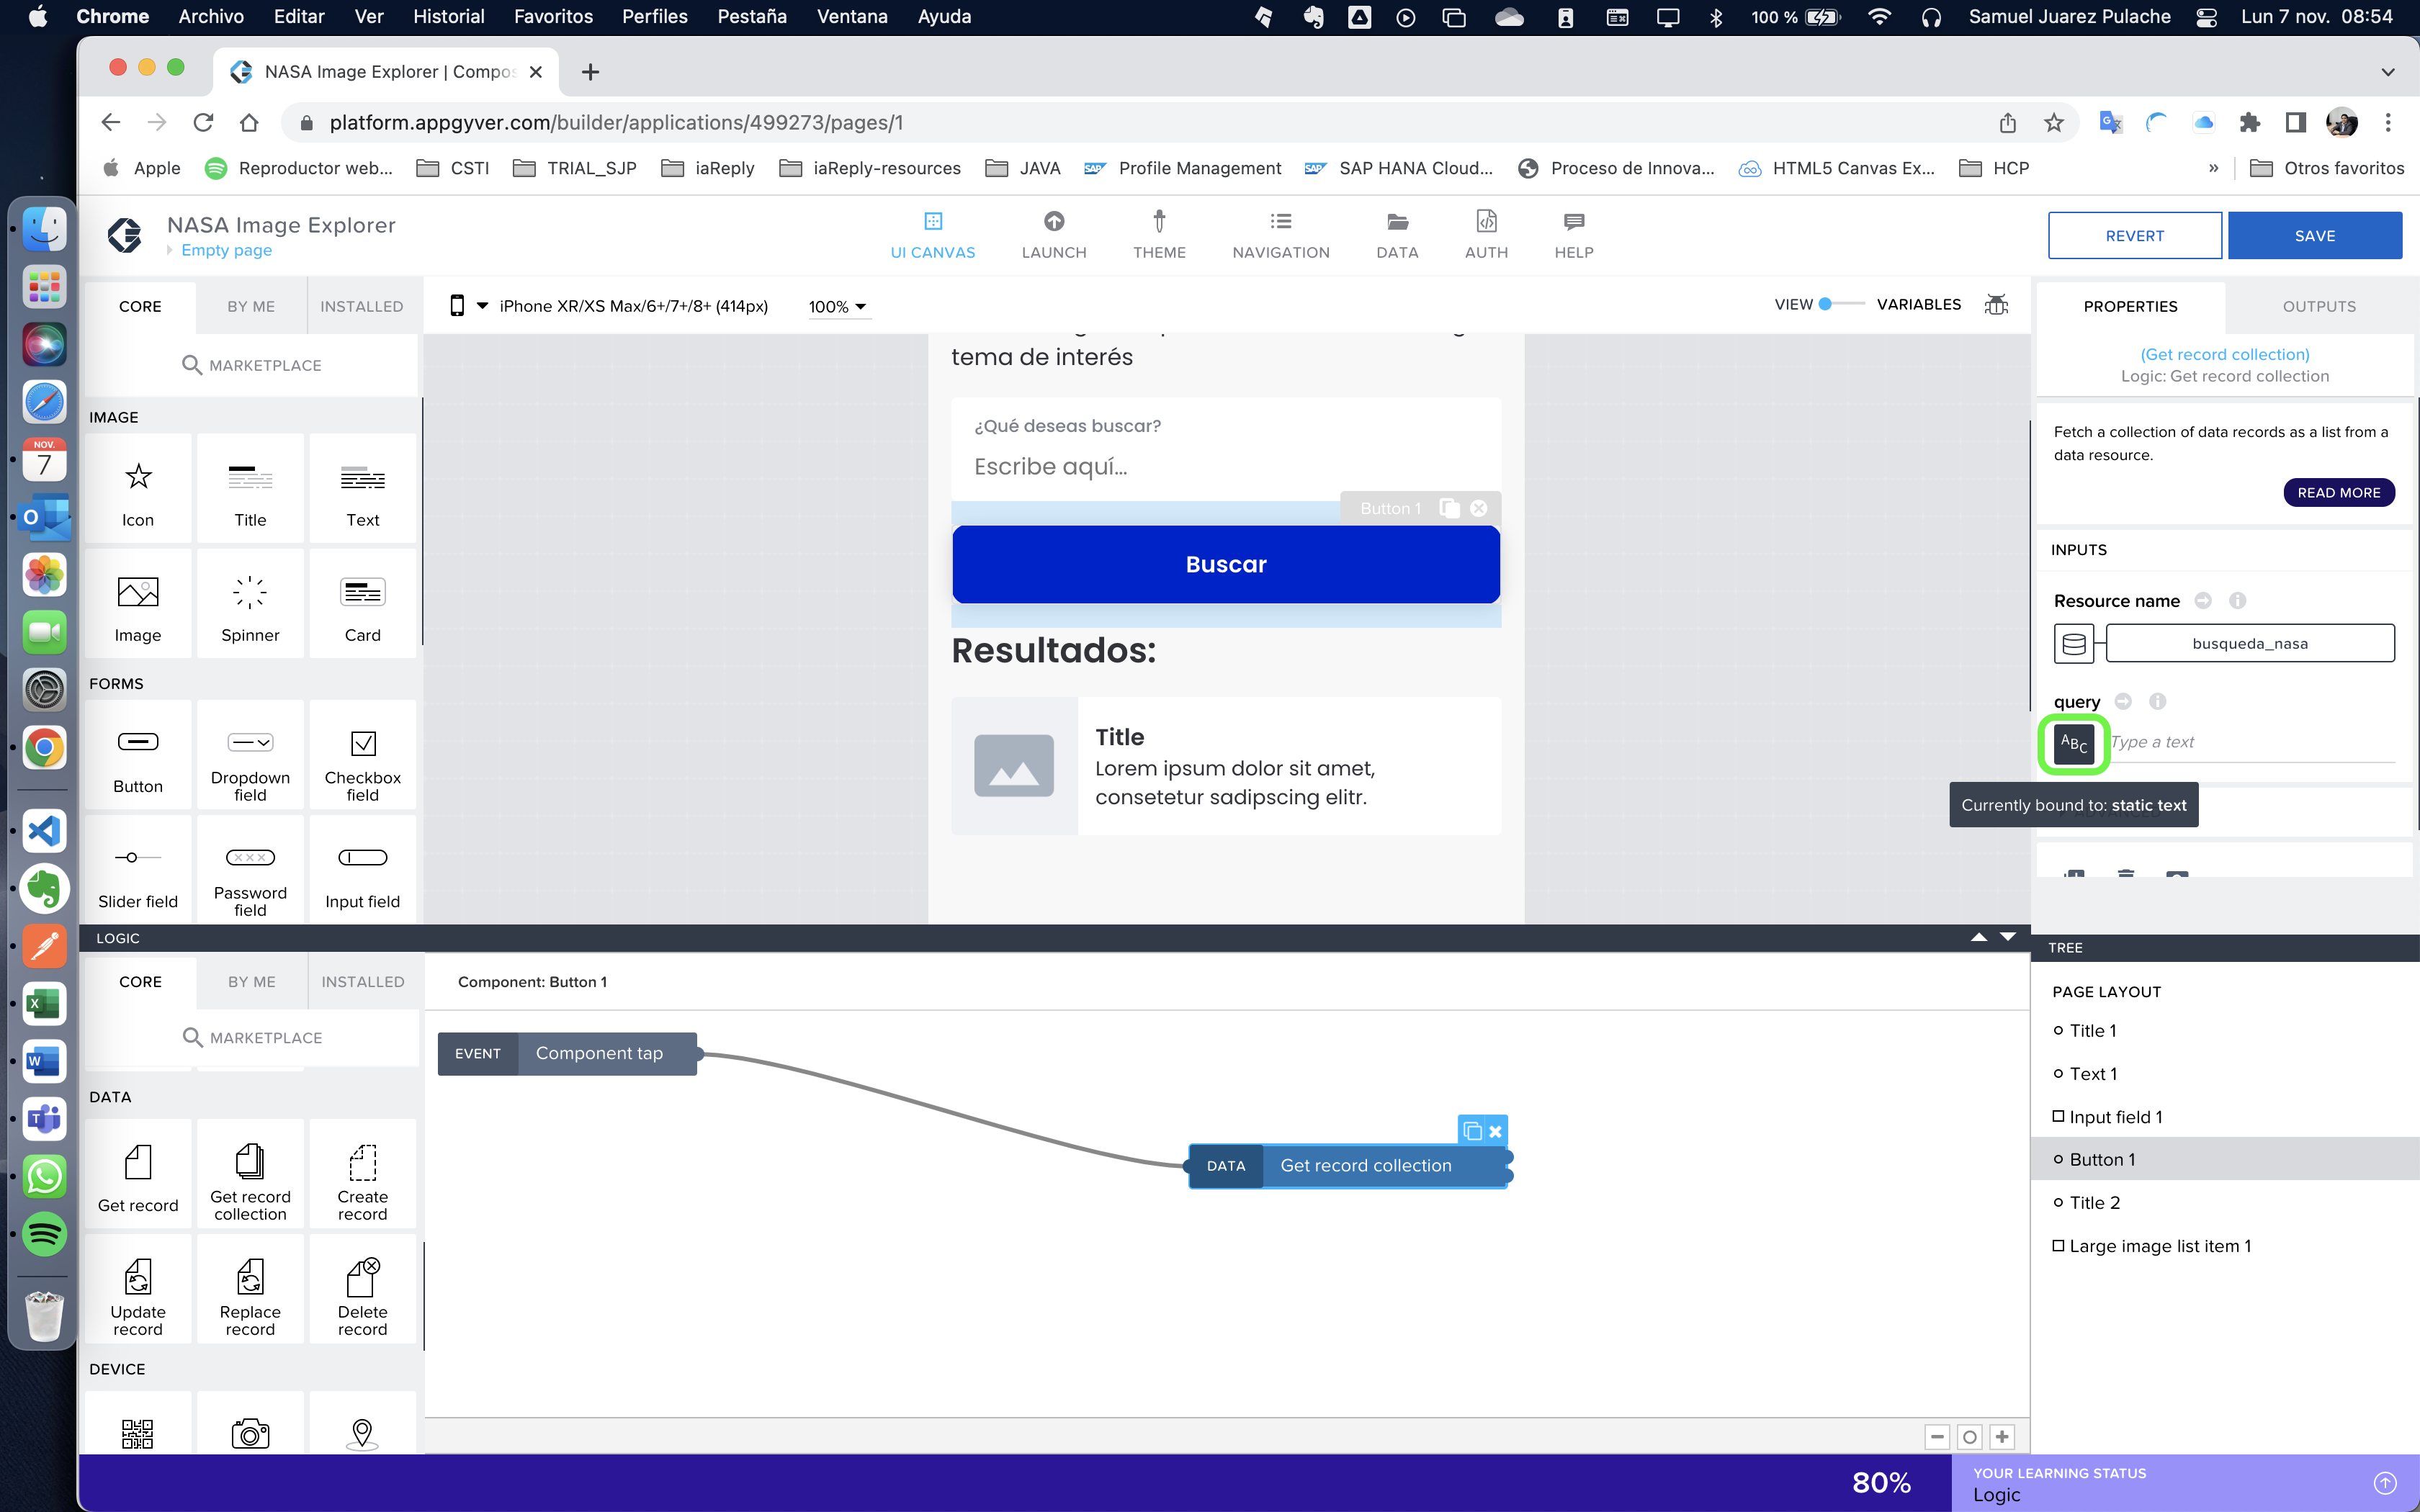 Chrome Archivo Editar Ver Historial Favoritos Perfiles Pestaña Ventana Ayuda 100 % Samuel Juarez Pulache Lun 7 nov. 08:54
NASA Image Explorer | Compos
platform.appgyver.com/builder/applications/499273/pages/1
Apple Reproductor web... CSTI TRIAL_SJP iaReply iaReply-resources JAVA Profile Management SAP HANA Cloud... Proceso de Innova... HTML5 Canvas Ex... HCP » Otros favoritos
NASA Image Explorer
Empty page
UI CANVAS LAUNCH THEME NAVIGATION DATA AUTH HELP
REVERT SAVE
CORE BY ME INSTALLED
iPhone XR/XS Max/6+/7+/8+ (414px) 100%
VIEW VARIABLES
PROPERTIES OUTPUTS
MARKETPLACE
IMAGE
Icon Title Text
Image Spinner Card
FORMS
Button Dropdown field Checkbox field
Slider field Password field Input field
tema de interés
¿Qué deseas buscar?
Escribe aquí...
Button 1
Buscar
Resultados:
Title
Lorem ipsum dolor sit amet,
consetetur sadipscing elitr.
(Get record collection)
Logic: Get record collection
Fetch a collection of data records as a list from a
data resource.
READ MORE
INPUTS
Resource name
busqueda_nasa
query
ABC Type a text
Currently bound to: static text
NOV.
7
LOGIC
CORE BY ME INSTALLED
MARKETPLACE
DATA
Get record Get record collection Create record
Update record Replace record Delete record
DEVICE
Component: Button 1
EVENT Component tap
DATA Get record collection
TREE
PAGE LAYOUT
Title 1
Text 1
Input field 1
Button 1
Title 2
Large image list item 1
80%
YOUR LEARNING STATUS
Logic